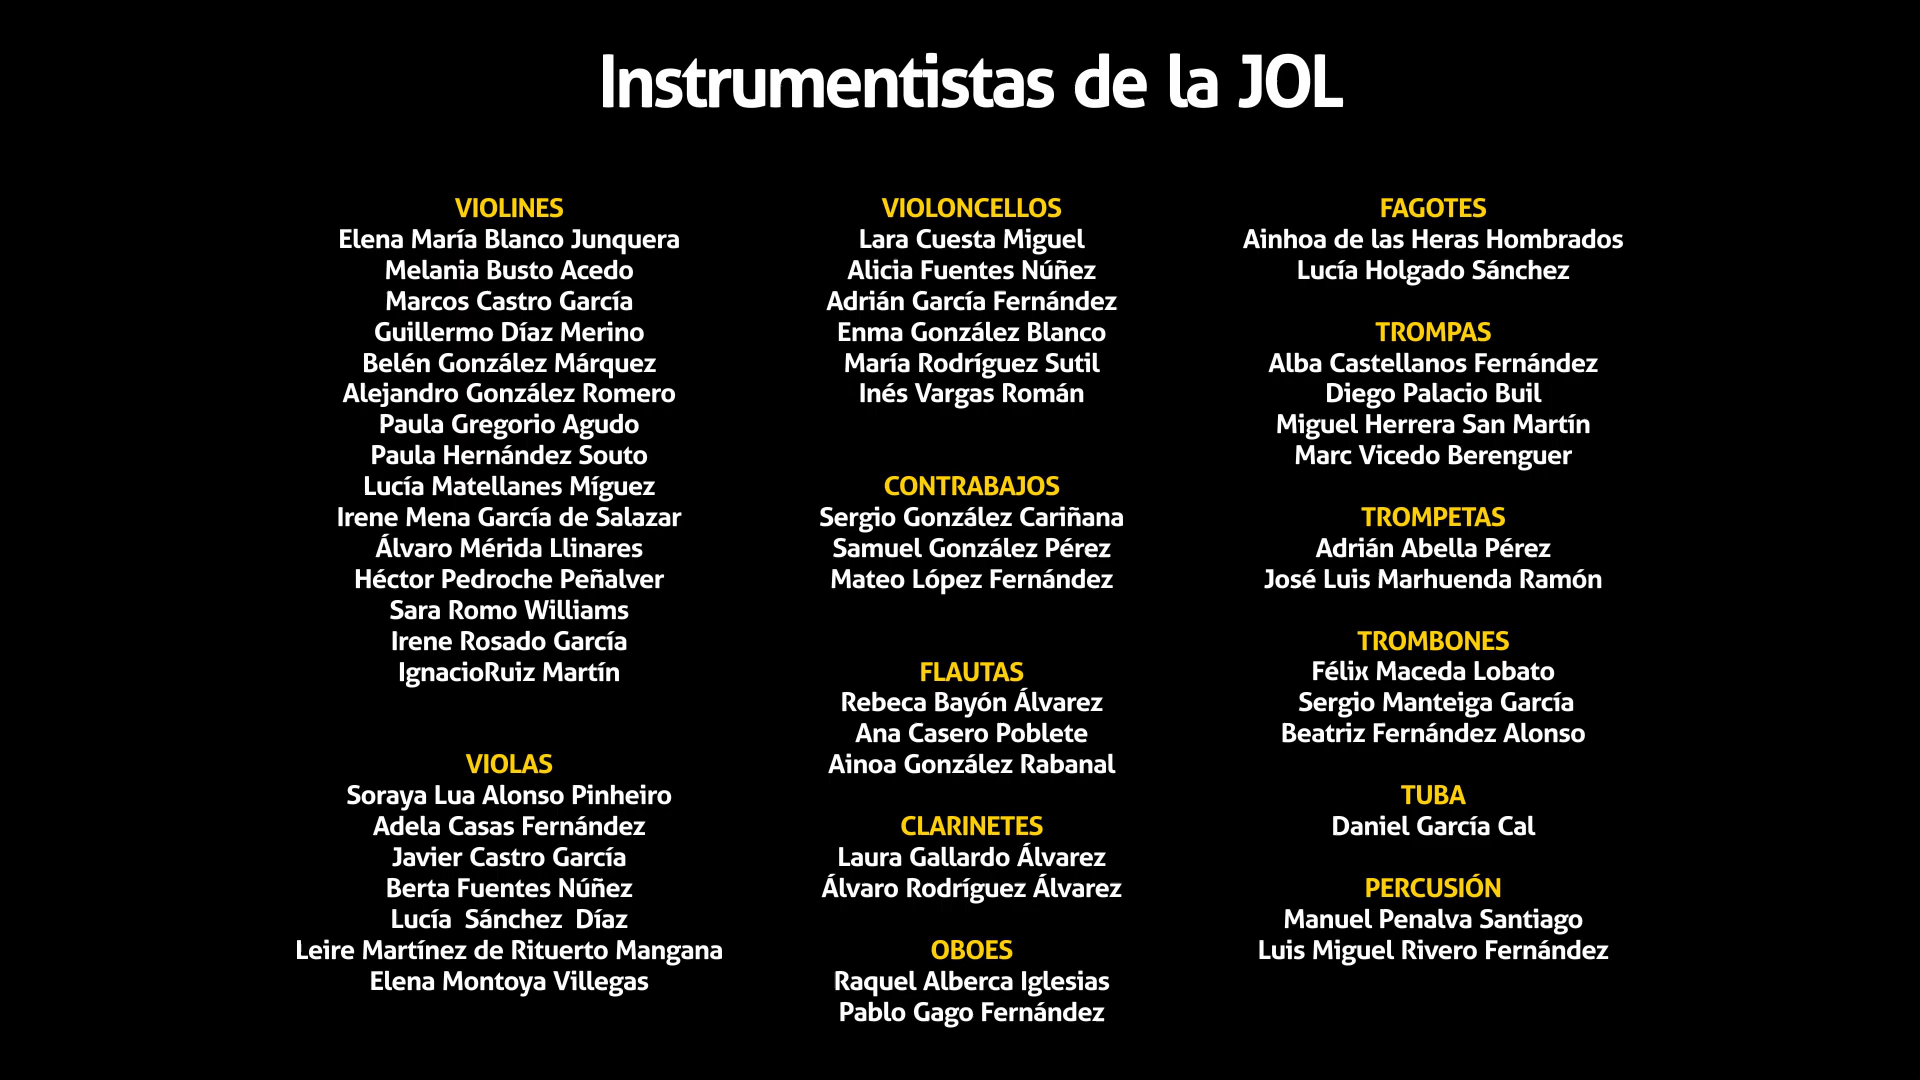 Instrumentistas de la JOL
VIOLINES
Elena María Blanco Junquera
Melania Busto Acedo
Marcos Castro García
Guillermo Díaz Merino
Belén González Márquez
Alejandro González Romero
Paula Gregorio Agudo
Paula Hernández Souto
Lucía Matellanes Míguez
Irene Mena García de Salazar
Álvaro Mérida Llinares
Héctor Pedroche Peñalver
Sara Romo Williams
Irene Rosado García
IgnacioRuiz Martín
VIOLAS
Soraya Lua Alonso Pinheiro
Adela Casas Fernández
Javier Castro García
Berta Fuentes Núñez
Lucía  Sánchez  Díaz
Leire Martínez de Rituerto Mangana
Elena Montoya Villegas
VIOLONCELLOS
Lara Cuesta Miguel
Alicia Fuentes Núñez
Adrián García Fernández
Enma González Blanco
María Rodríguez Sutil
Inés Vargas Román
CONTRABAJOS
Sergio González Cariñana
Samuel González Pérez
Mateo López Fernández
FLAUTAS
Rebeca Bayón Álvarez
Ana Casero Poblete
Ainoa González Rabanal
CLARINETES
Laura Gallardo Álvarez
Álvaro Rodríguez Álvarez
OBOES
Raquel Alberca Iglesias
Pablo Gago Fernández
FAGOTES
Ainhoa de las Heras Hombrados
Lucía Holgado Sánchez
TROMPAS
Alba Castellanos Fernández
Diego Palacio Buil
Miguel Herrera San Martín
Marc Vicedo Berenguer
TROMPETAS
Adrián Abella Pérez
José Luis Marhuenda Ramón
TROMBONES
Félix Maceda Lobato
Sergio Manteiga García
Beatriz Fernández Alonso
TUBA
Daniel García Cal
PERCUSIÓN
Manuel Penalva Santiago
Luis Miguel Rivero Fernández